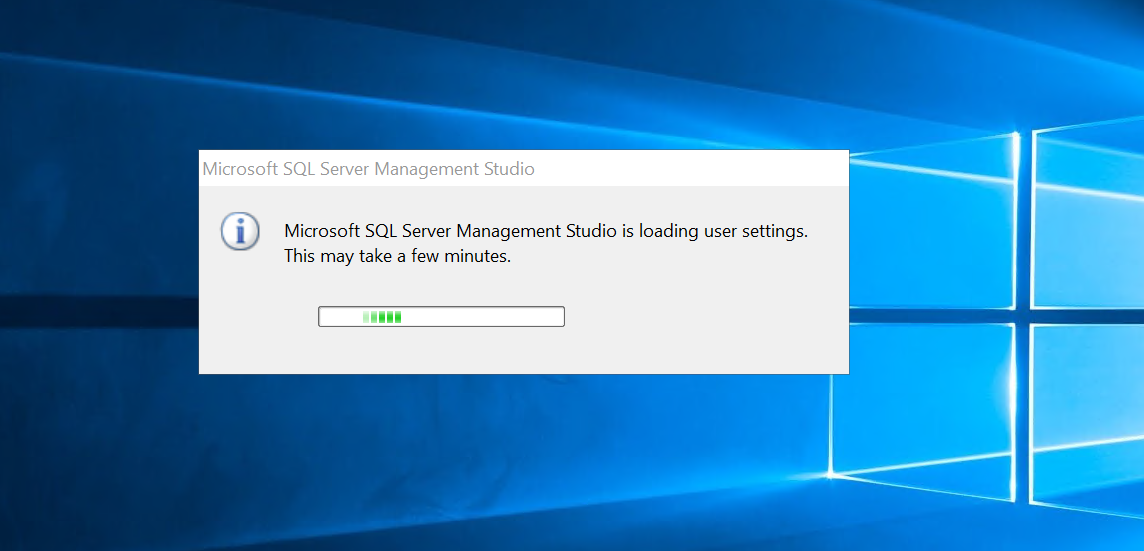 Microsoft SQL Server Management Studio
Microsoft SQL Server Management Studio is loading user settings.
This may take a few minutes.